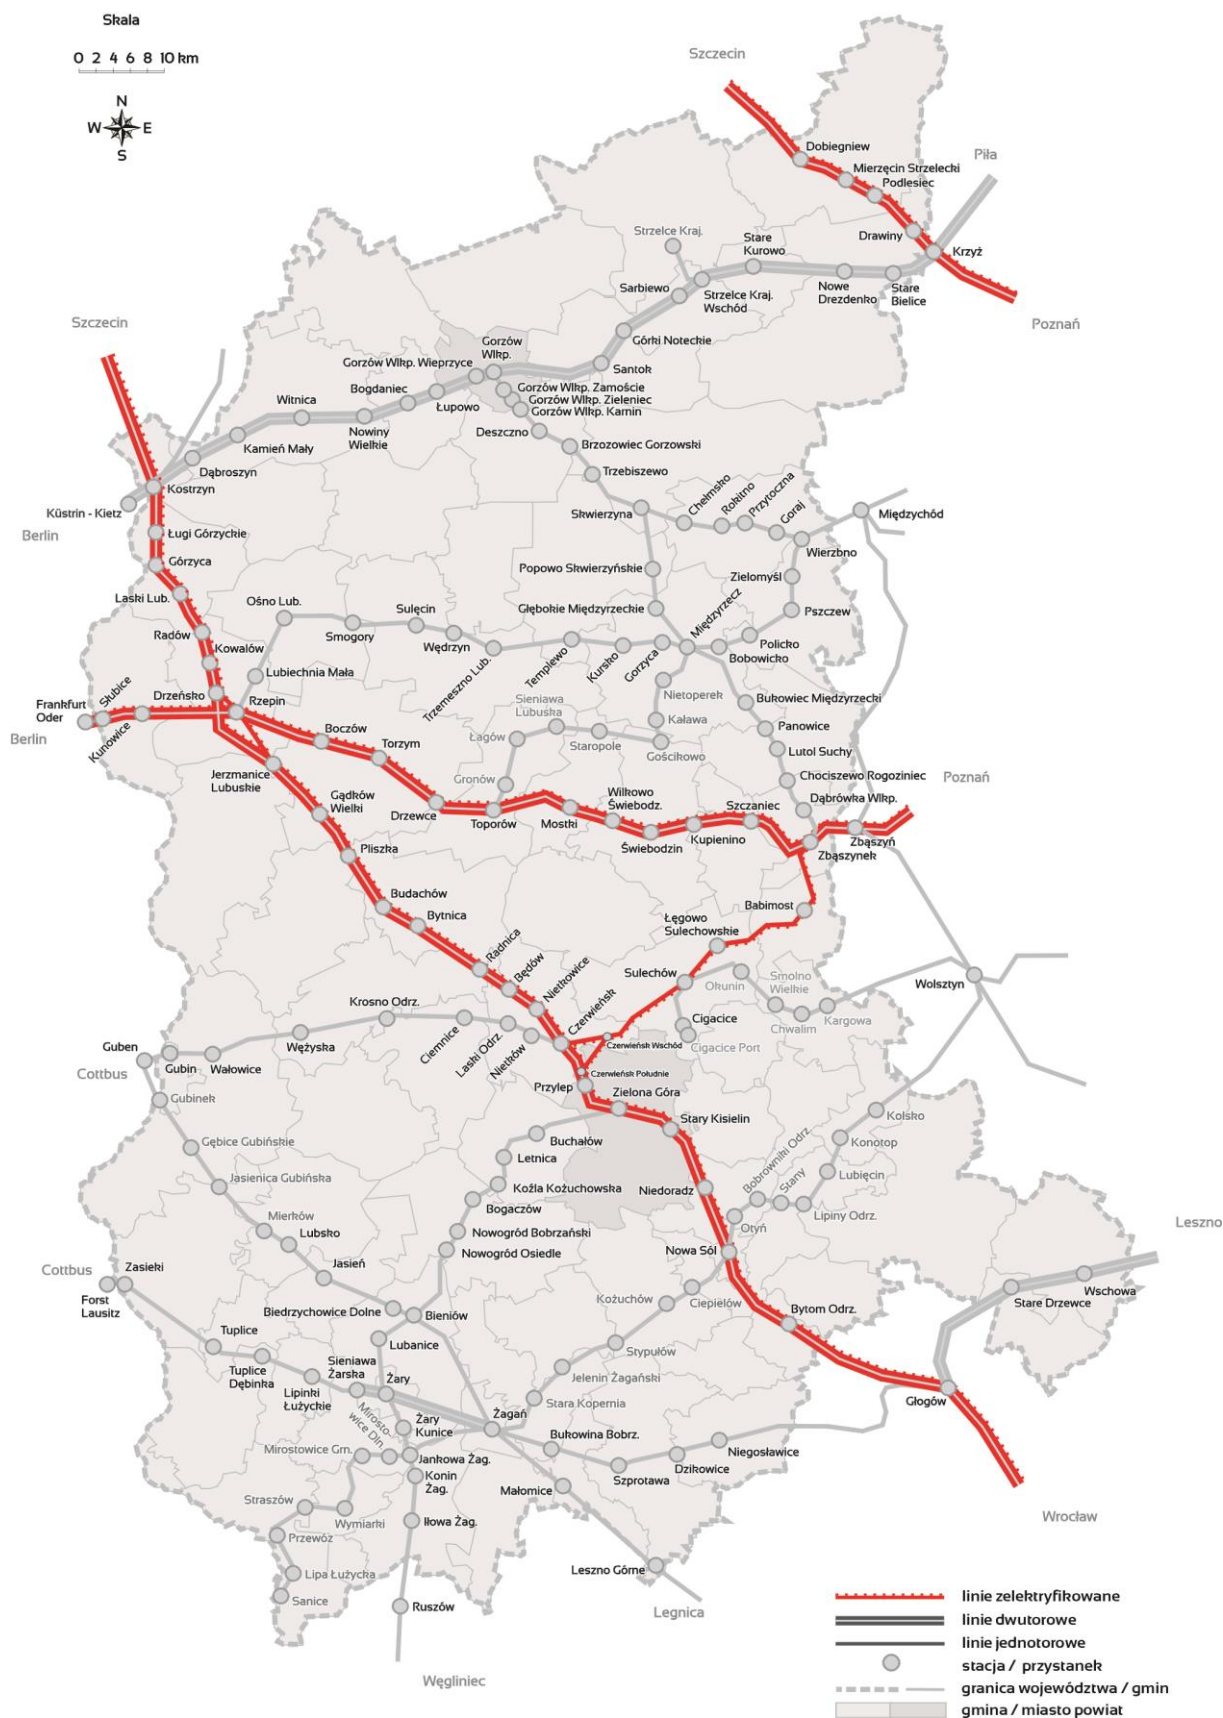 Skala
0 2 4 6 8 10 km
N
W E
S
Szczecin
Dobiegniew
Mierzęcin Strzelecki
Podlesiec
Piła
Drawiny
Krzyż
Strzelce Kraj.
Stare
Kurowo
Sarbiewo
Strzelce Kraj.
Wschód
Nowe
Drezdenko
Stare
Bielice
Poznań
Szczecin
Górki Noteckie
Gorzów
Wlkp.
Gorzów Wlkp. Wieprzyce
Santok
Bogdaniec
Gorzów Wlkp. Zamoście
Gorzów Wlkp. Zieleniec
Gorzów Wlkp. Karnin
Witnica
Łupowo
Nowiny
Wielkie
Deszczno
Brzozowiec Gorzowski
Kamień Mały
Dąbroszyn
Trzebiszewo
Kostrzyn
Küstrin - Kietz
Berlin
Skwierzyna
Chełmsko
Rokitno
Przytoczna
Goraj
Międzychód
Wierzbno
Ługi Górzyckie
Górzyca
Popowo Skwierzyńskie
Zielomyśl
Laski Lub.
Ośno Lub.
Sulęcin
Głębokie Międzyrzeckie
Międzyrzecz
Pszczew
Radów
Smogory
Wędrzyn
Policko
Kowalów
Trzemeszno Lub.
Templewo
Kursko
Gorzyca
Bobowicko
Lubiechnia Mała
Nietoperek
Drzeńsko
Rzepin
Frankfurt
Oder
Słubice
Kunowice
Berlin
Sieniawa
Lubuska
Bukowiec Międzyrzecki
Kaława
Panowice
Boczów
Torzym
Łagów
Staropole
Gościkowo
Lutol Suchy
Jerzmanice
Lubuskie
Gronów
Chociszewo Rogoziniec
Poznań
Gądków
Wielki
Drzewce
Toporów
Mostki
Wilkowo
Świebodz.
Szczaniec
Dąbrówka Wlkp.
Świebodzin
Kupienino
Zbąszynek
Zbąszyń
Pliszka
Budachów
Bytnica
Babimost
Łęgowo
Sulechowskie
Radnica
Będów
Nietkowice
Sulechów
Okunin
Smolno
Wielkie
Wolsztyn
Krosno Odrz.
Czerwieńsk
Cigacice
Chwalim
Kargowa
Wężyska
Ciemnice
Laski Odrz.
Nietków
Czerwieńsk Wschód
Cigacice Port
Guben
Gubin
Wałowice
Cottbus
Czerwieńsk Południe
Przylep
Zielona Góra
Gubinek
Stary Kisielin
Kolsko
Gębice Gubińskie
Buchałów
Letnica
Bobrowniki Odrz.
Konotop
Stany
Lubięcin
Jasienica Gubińska
Koźla Kożuchowska
Niedoradz
Bogaczów
Otyń
Lipiny Odrz.
Mierków
Lubsko
Nowogród Bobrzański
Nowogród Osiedle
Nowa Sól
Leszno
Jasień
Cottbus
Zasieki
Forst
Lausitz
Biedrzychowice Dolne
Bieniów
Kożuchów
Ciepielów
Stare Drzewce
Wschowa
Bytom Odrz.
Tuplice
Lubanice
Stypułów
Tuplice
Dębinka
Sieniawa
Żarska
Lipinki
Łużyckie
Żary
Jelenin Żagański
Stara Kopernia
Głogów
Mirosto-
wice Dln.
Żary
Kunice
Żagań
Bukowina Bobrz.
Niegosławice
Mirostowice Grn.
Jankowa Żag.
Szprotawa
Dzikowice
Konin
Żag.
Małomice
Straszów
Wymiarki
Iłowa Żag.
Wrocław
Przewóz
Lipa Łużycka
Sanice
Leszno Górne
Ruszów
Legnica
Węgliniec
linie zelektryfikowane
linie dwutorowe
linie jednotorowe
stacja / przystanek
granica województwa / gmin
gmina / miasto powiat